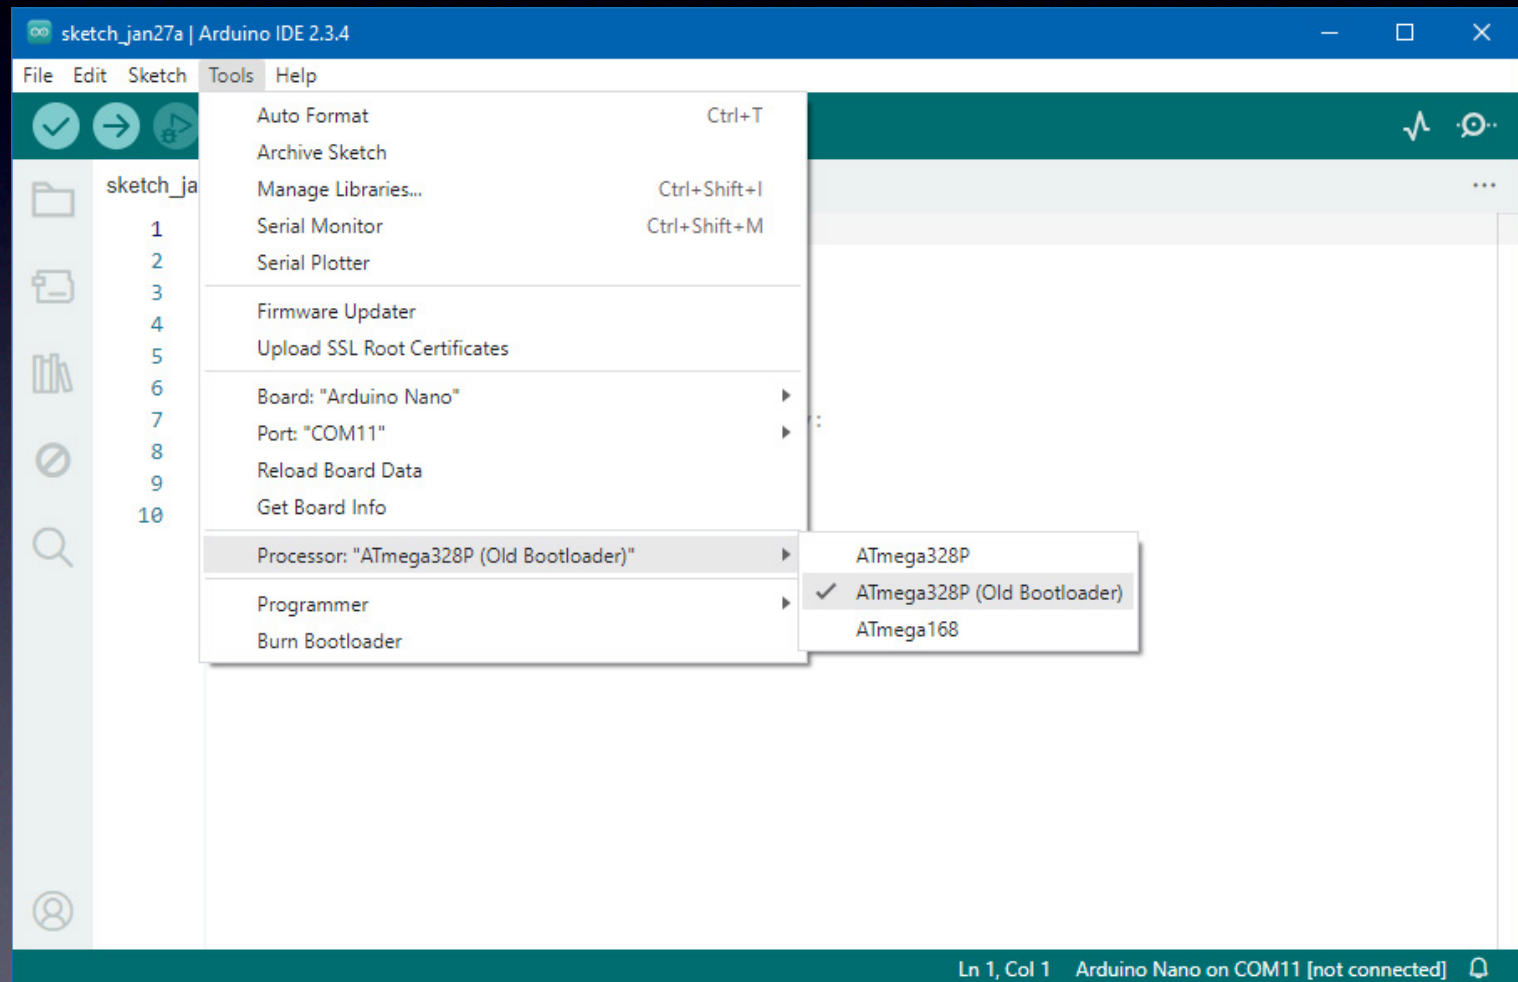 sketch_jan27a | Arduino IDE 2.3.4
File Edit Sketch Tools Help
Auto Format Ctrl+T
Archive Sketch
Manage Libraries... Ctrl+Shift+I
Serial Monitor Ctrl+Shift+M
Serial Plotter
Firmware Updater
Upload SSL Root Certificates
Board: "Arduino Nano"
Port: "COM11"
Reload Board Data
Get Board Info
Processor: "ATmega328P (Old Bootloader)"
Programmer
Burn Bootloader
ATmega328P
ATmega328P (Old Bootloader)
ATmega168
sketch_ja
1
2
3
4
5
6
7
8
9
10
Ln 1, Col 1 Arduino Nano on COM11 [not connected]